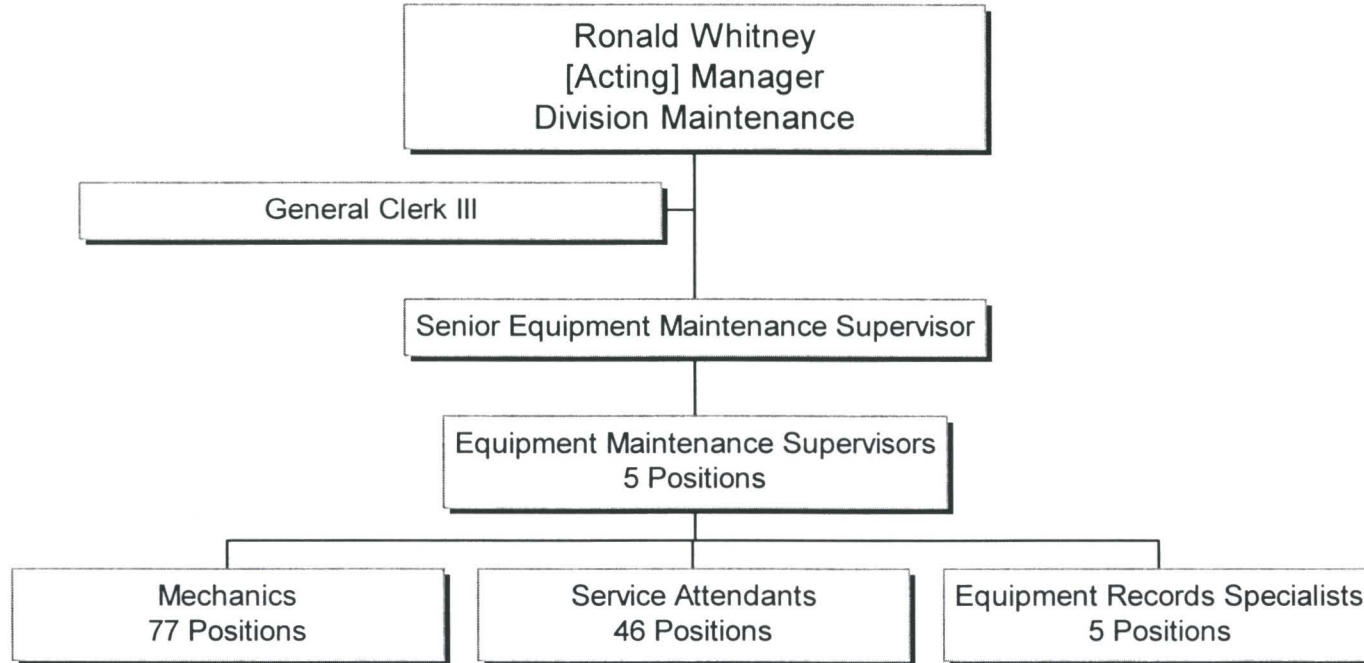 Ronald Whitney
[Acting] Manager
Division Maintenance
General Clerk III
Senior Equipment Maintenance Supervisor
Equipment Maintenance Supervisors
5 Positions
Mechanics
77 Positions
Service Attendants
46 Positions
Equipment Records Specialists
5 Positions